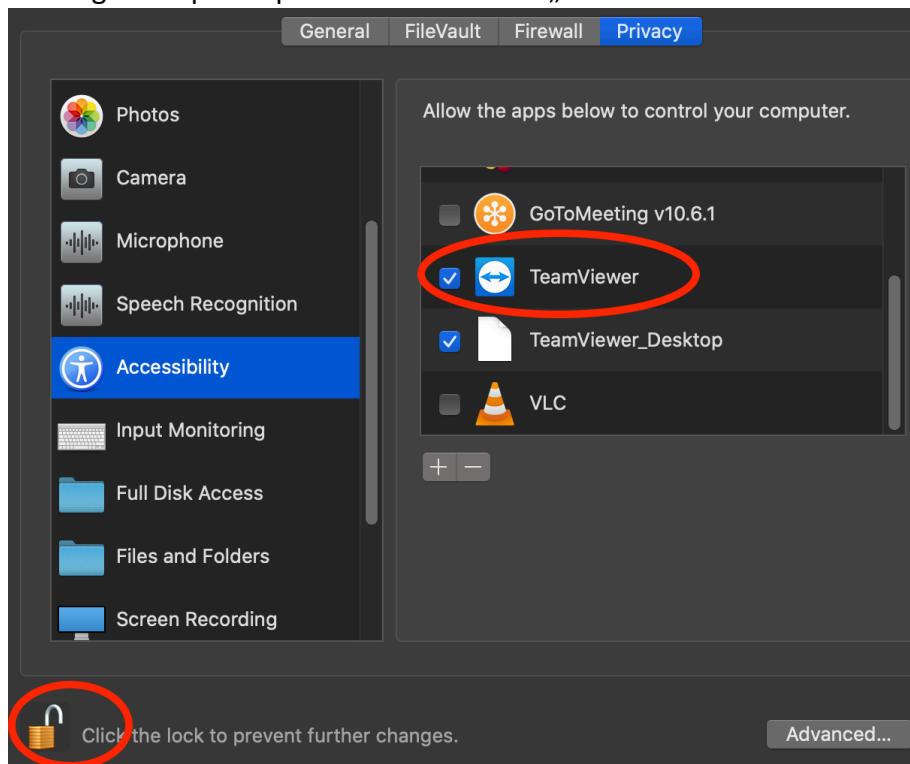 General FileVault Firewall Privacy
Photos
Camera
Microphone
Speech Recognition
Accessibility
Input Monitoring
Full Disk Access
Files and Folders
Screen Recording
Allow the apps below to control your computer.
GoToMeeting v10.6.1
TeamViewer
TeamViewer_Desktop
VLC
+ −
Click the lock to prevent further changes.
Advanced...